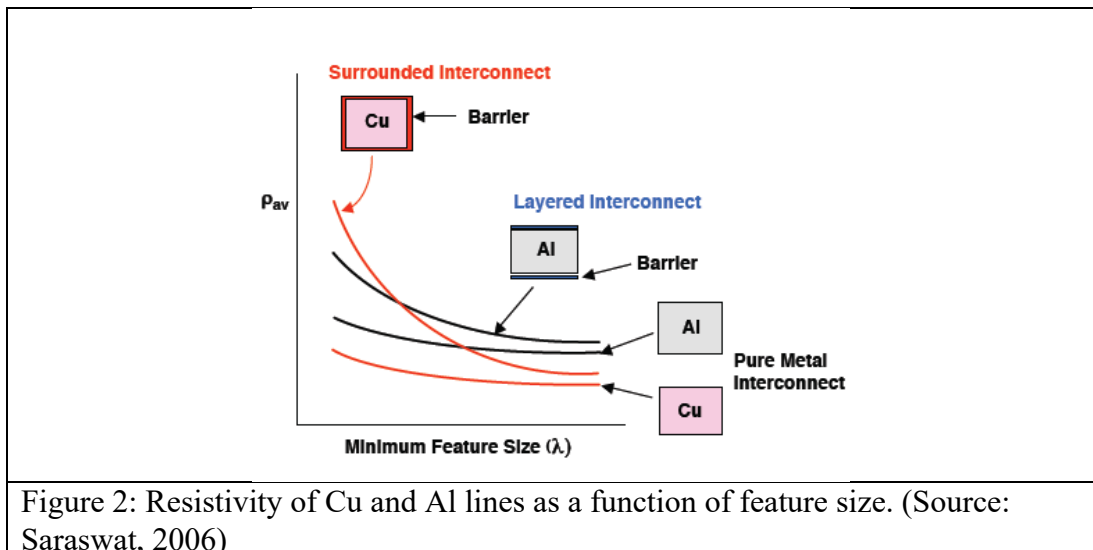 Surrounded Interconnect
Cu
Barrier
ρav
Layered Interconnect
Al
Barrier
Al
Pure Metal
Interconnect
Cu
Minimum Feature Size (λ)
Figure 2: Resistivity of Cu and Al lines as a function of feature size. (Source:
Saraswat, 2006)